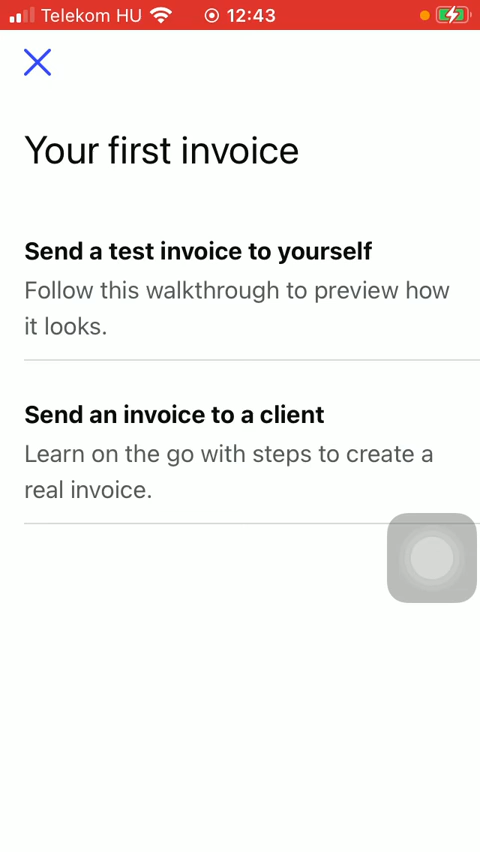 Telekom HU 12:43
Your first invoice
Send a test invoice to yourself
Follow this walkthrough to preview how
it looks.
Send an invoice to a client
Learn on the go with steps to create a
real invoice.